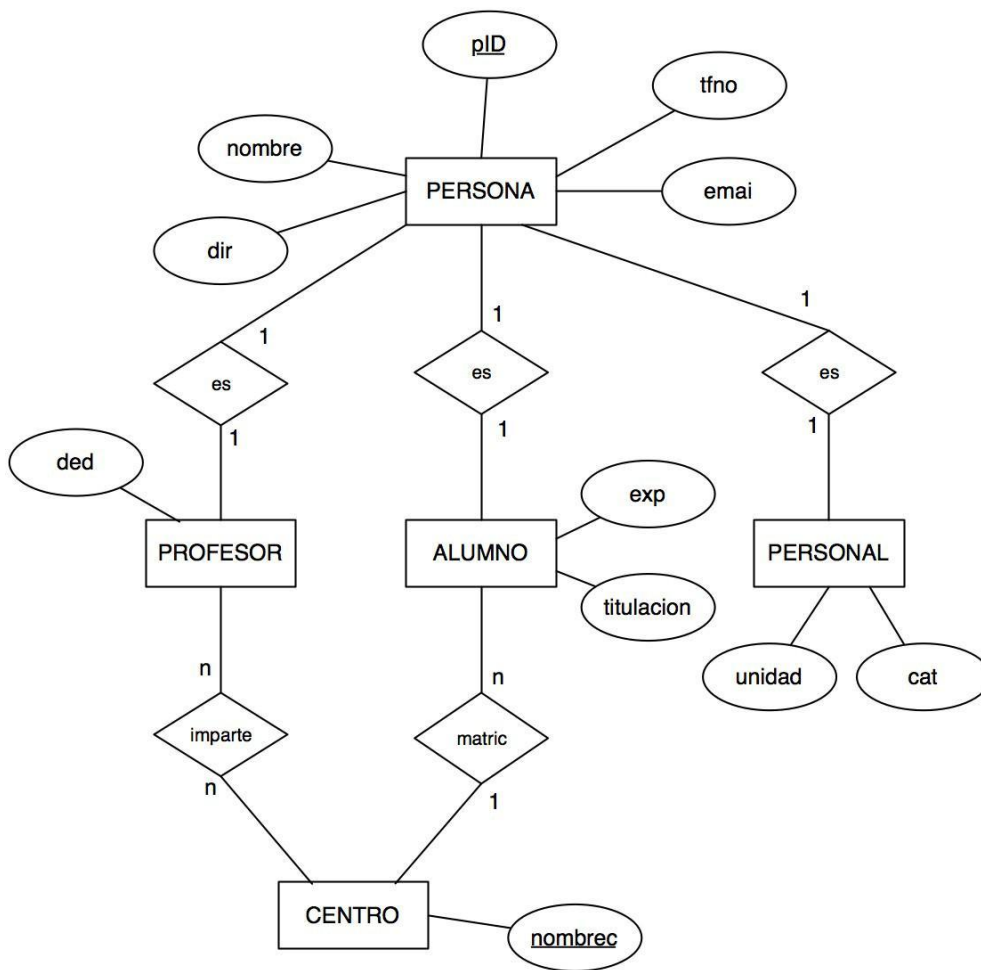 pID
tfno
nombre
PERSONA
emai
dir
1
1
1
es
es
es
1
1
1
ded
exp
PROFESOR
ALUMNO
PERSONAL
titulacion
n
n
unidad
cat
imparte
matric
n
1
CENTRO
nombrec